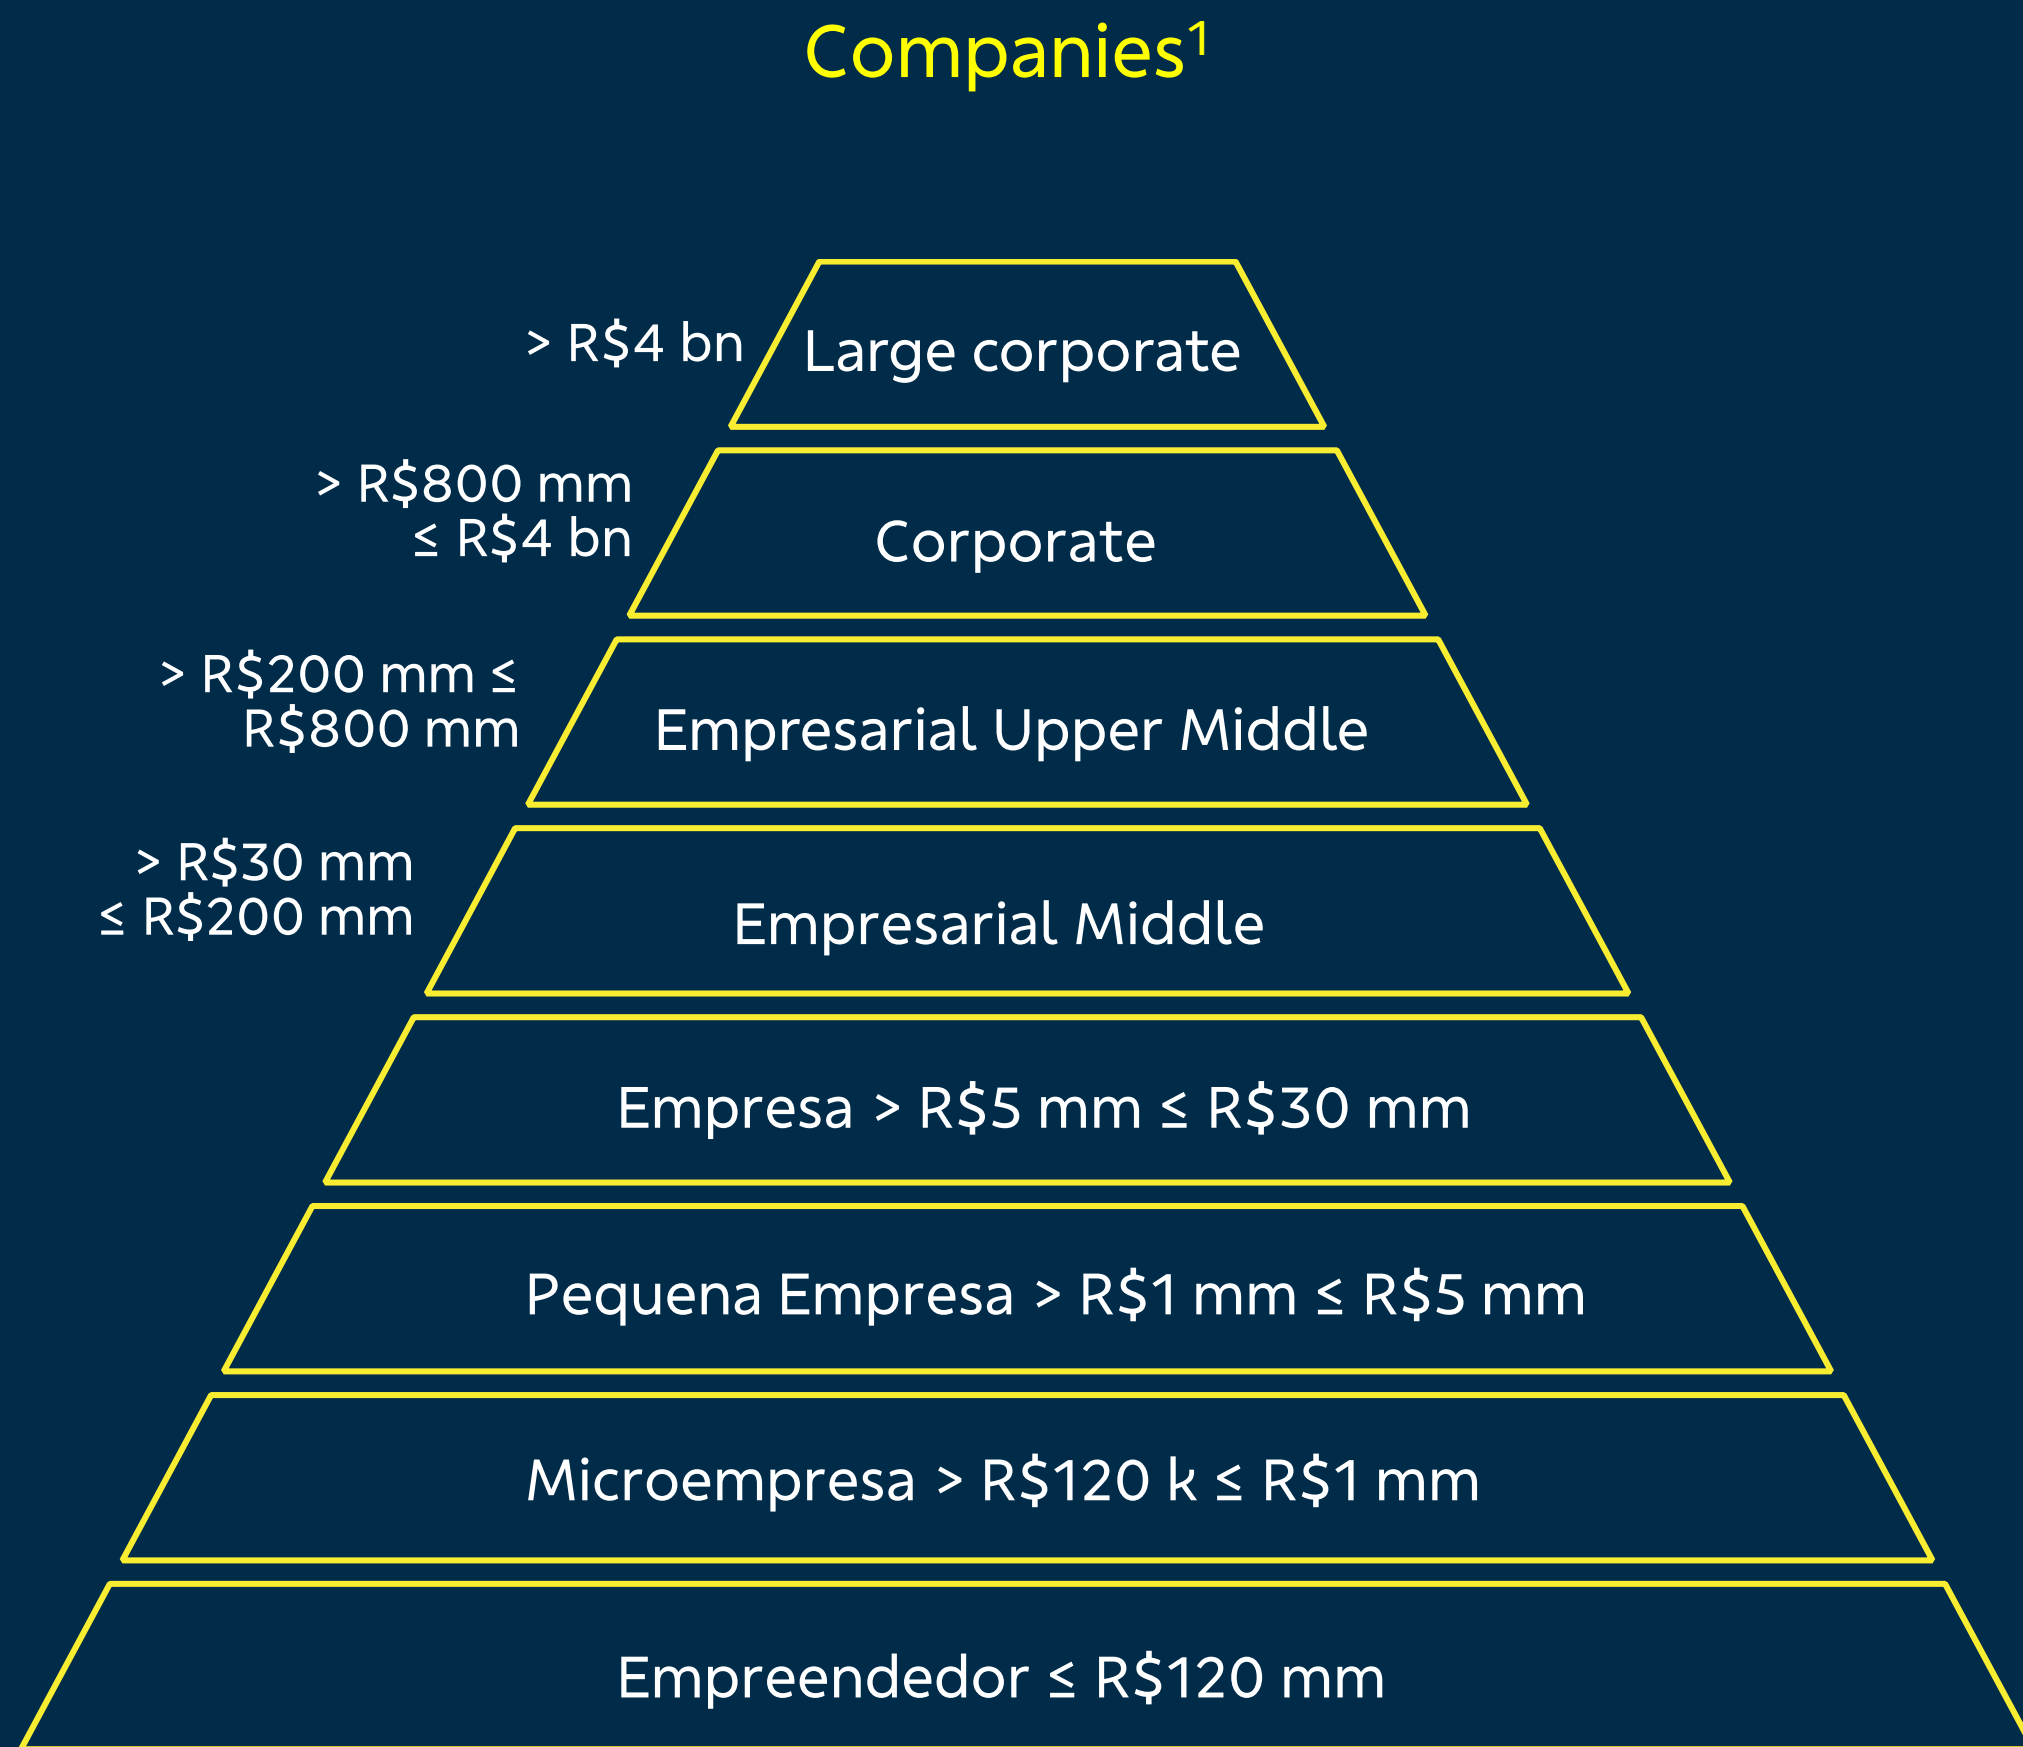 Companies¹
> R$4 bn
Large corporate
> R$800 mm
≤ R$4 bn
Corporate
> R$200 mm ≤
R$800 mm
Empresarial Upper Middle
> R$30 mm
≤ R$200 mm
Empresarial Middle
Empresa > R$5 mm ≤ R$30 mm
Pequena Empresa > R$1 mm ≤ R$5 mm
Microempresa > R$120 k ≤ R$1 mm
Empreendedor ≤ R$120 mm